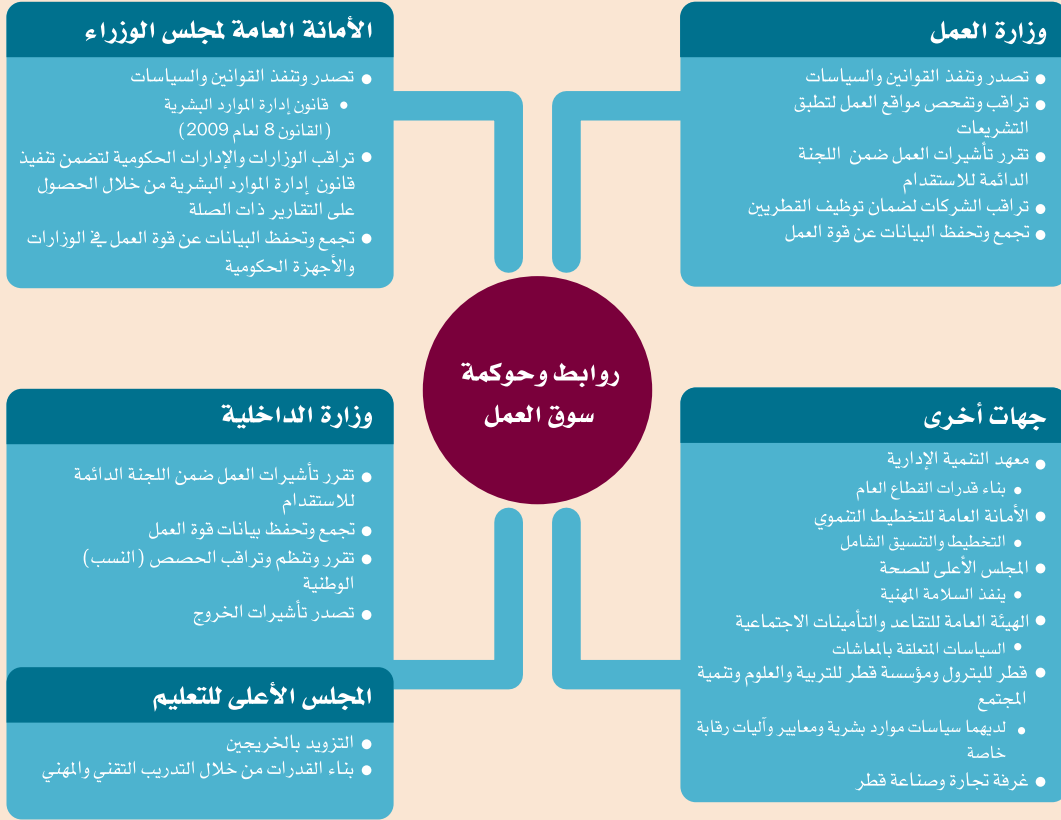 وزارة العمل
• تصدر وتنفذ القوانين والسياسات
• تراقب وتفحص مواقع العمل لتطبق
التشريعات
• تقرر تأشيرات العمل ضمن اللجنة
الدائمة للاستقدام
• تراقب الشركات لضمان توظيف القطريين
• تجمع وتحفظ البيانات عن قوة العمل
الأمانة العامة لمجلس الوزراء
• تصدر وتنفذ القوانين والسياسات
• قانون إدارة الموارد البشرية
(القانون 8 لعام 2009)
• تراقب الوزارات والإدارات الحكومية لتضمن تنفيذ
قانون إدارة الموارد البشرية من خلال الحصول
على التقارير ذات الصلة
• تجمع وتحفظ البيانات عن قوة العمل في الوزارات
والأجهزة الحكومية
روابط وحوكمة
سوق العمل
جهات أخرى
• معهد التنمية الإدارية
• بناء قدرات القطاع العام
• الأمانة العامة للتخطيط التنموي
• التخطيط والتنسيق الشامل
• المجلس الأعلى للصحة
• ينفذ السلامة المهنية
• الهيئة العامة للتقاعد والتأمينات الاجتماعية
• السياسات المتعلقة بالمعاشات
• قطر للبترول ومؤسسة قطر للتربية والعلوم وتنمية
المجتمع
• لديهما سياسات موارد بشرية ومعايير وآليات رقابة
خاصة
• غرفة تجارة وصناعة قطر
وزارة الداخلية
• تقرر تأشيرات العمل ضمن اللجنة الدائمة
للاستقدام
• تجمع وتحفظ بيانات قوة العمل
• تقرر وتنظم وتراقب الحصص (النسب)
الوطنية
• تصدر تأشيرات الخروج
المجلس الأعلى للتعليم
• التزويد بالخريجين
• بناء القدرات من خلال التدريب التقني والمهني